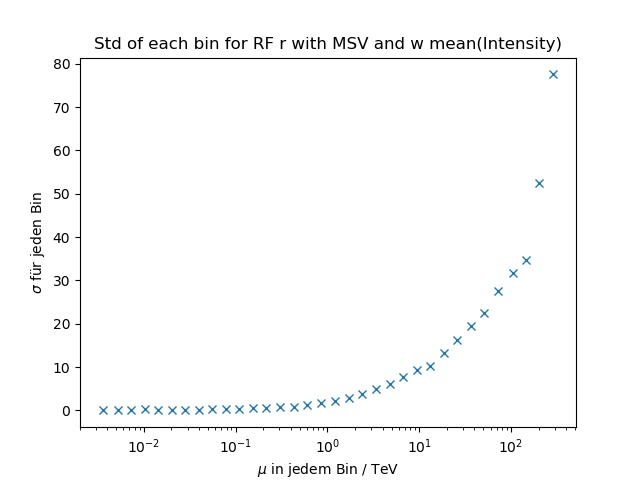 Std of each bin for RF r with MSV and w mean(Intensity)
80
70
60
50
40
30
20
10
0
σ für jeden Bin
10⁻² 10⁻¹ 10⁰ 10¹ 10²
μ in jedem Bin / TeV